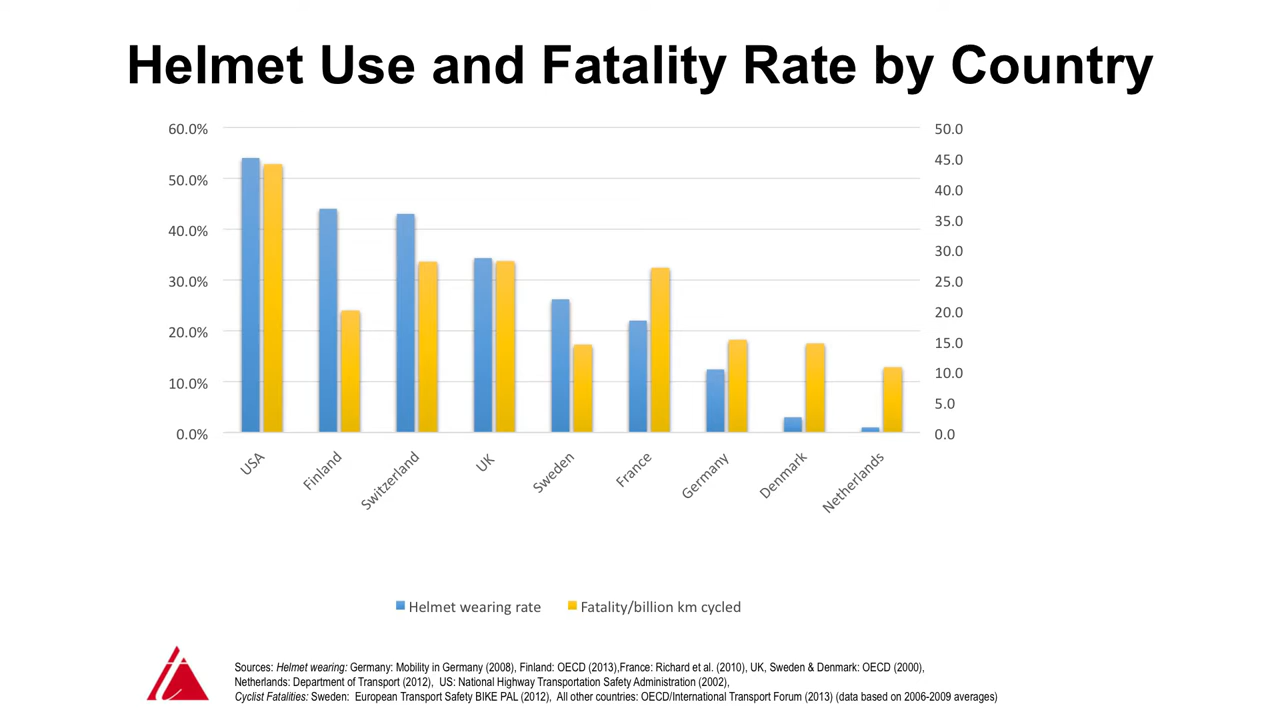 Helmet Use and Fatality Rate by Country
60.0%
50.0%
40.0%
30.0%
20.0%
10.0%
0.0%
50.0
45.0
40.0
35.0
30.0
25.0
20.0
15.0
10.0
5.0
0.0
USA
Finland
Switzerland
UK
Sweden
France
Germany
Denmark
Netherlands
Helmet wearing rate
Fatality/billion km cycled
Sources: Helmet wearing: Germany: Mobility in Germany (2008), Finland: OECD (2013),France: Richard et al. (2010), UK, Sweden & Denmark: OECD (2000),
Netherlands: Department of Transport (2012), US: National Highway Transportation Safety Administration (2002),
Cyclist Fatalities: Sweden: European Transport Safety BIKE PAL (2012), All other countries: OECD/International Transport Forum (2013) (data based on 2006-2009 averages)